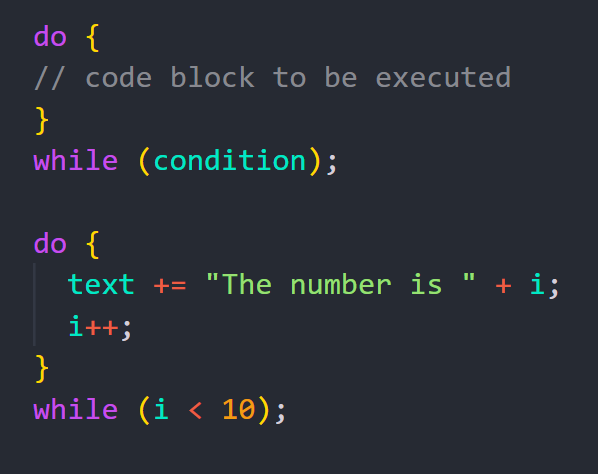 do {
// code block to be executed
}
while (condition);
do {
  text += "The number is " + i;
  i++;
}
while (i < 10);